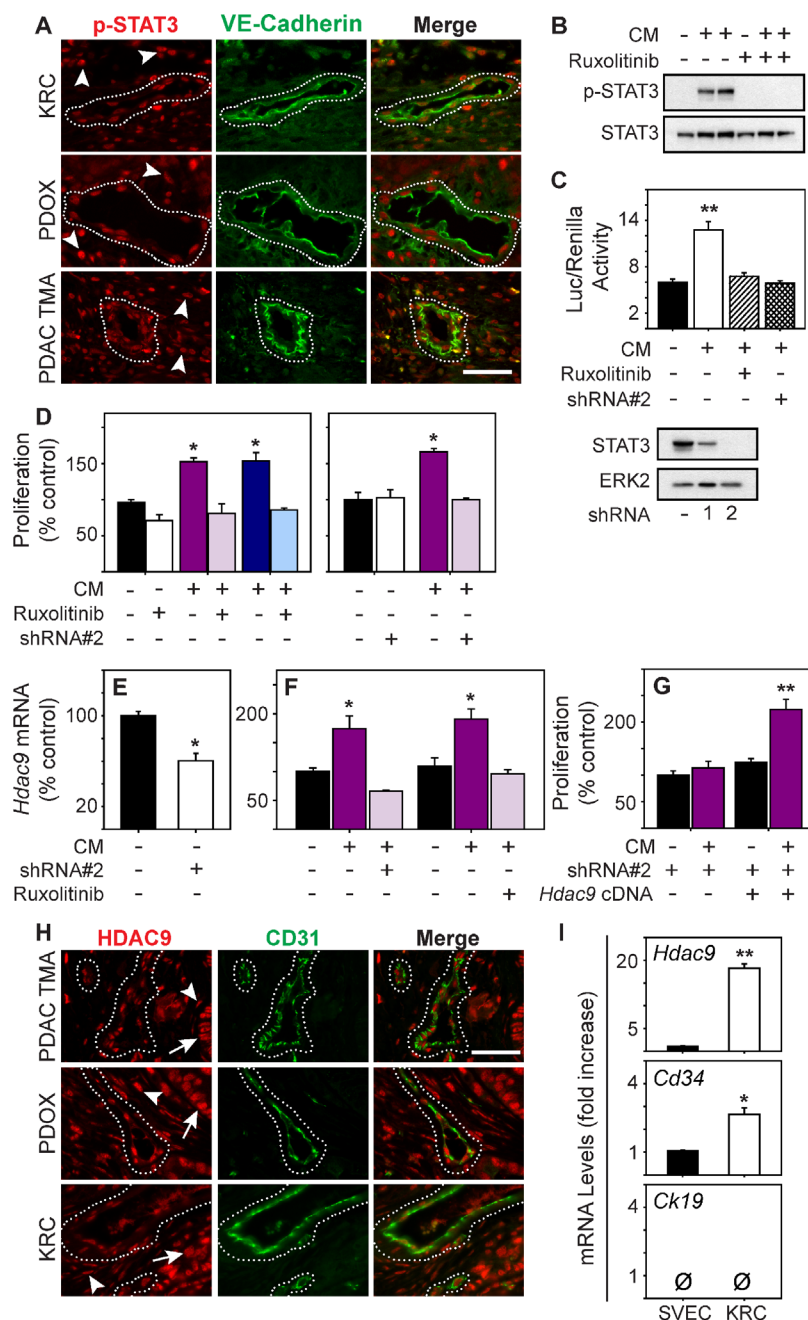 A
p-STAT3 VE-Cadherin Merge
KRC
PDOX
PDAC TMA
B
CM - + + - + +
Ruxolitinib - - - + + +
p-STAT3
STAT3
C
Luc/Renilla
Activity
14
8
2
**
CM - + + +
Ruxolitinib - - + -
shRNA#2 - - - +
STAT3
ERK2
shRNA - 1 2
D
Proliferation
(% control)
150
50
* * *
CM - - + + + + - - + +
Ruxolitinib - + - + - + - - - -
shRNA#2 - - - - - - - + - +
E
Hdac9 mRNA
(% control)
100
20
*
F
200
50
* *
G
Proliferation
(% control)
200
50
**
CM - - - + + - + + - + - +
shRNA#2 - + - - + - - - + + + +
Ruxolitinib - - - - - - - +
Hdac9 cDNA - - + +
H
HDAC9 CD31 Merge
PDAC TMA
PDOX
KRC
I
mRNA Levels (fold increase)
Hdac9
20
5
**
Cd34
4
1
*
Ck19
4
1
Ø Ø
SVEC KRC